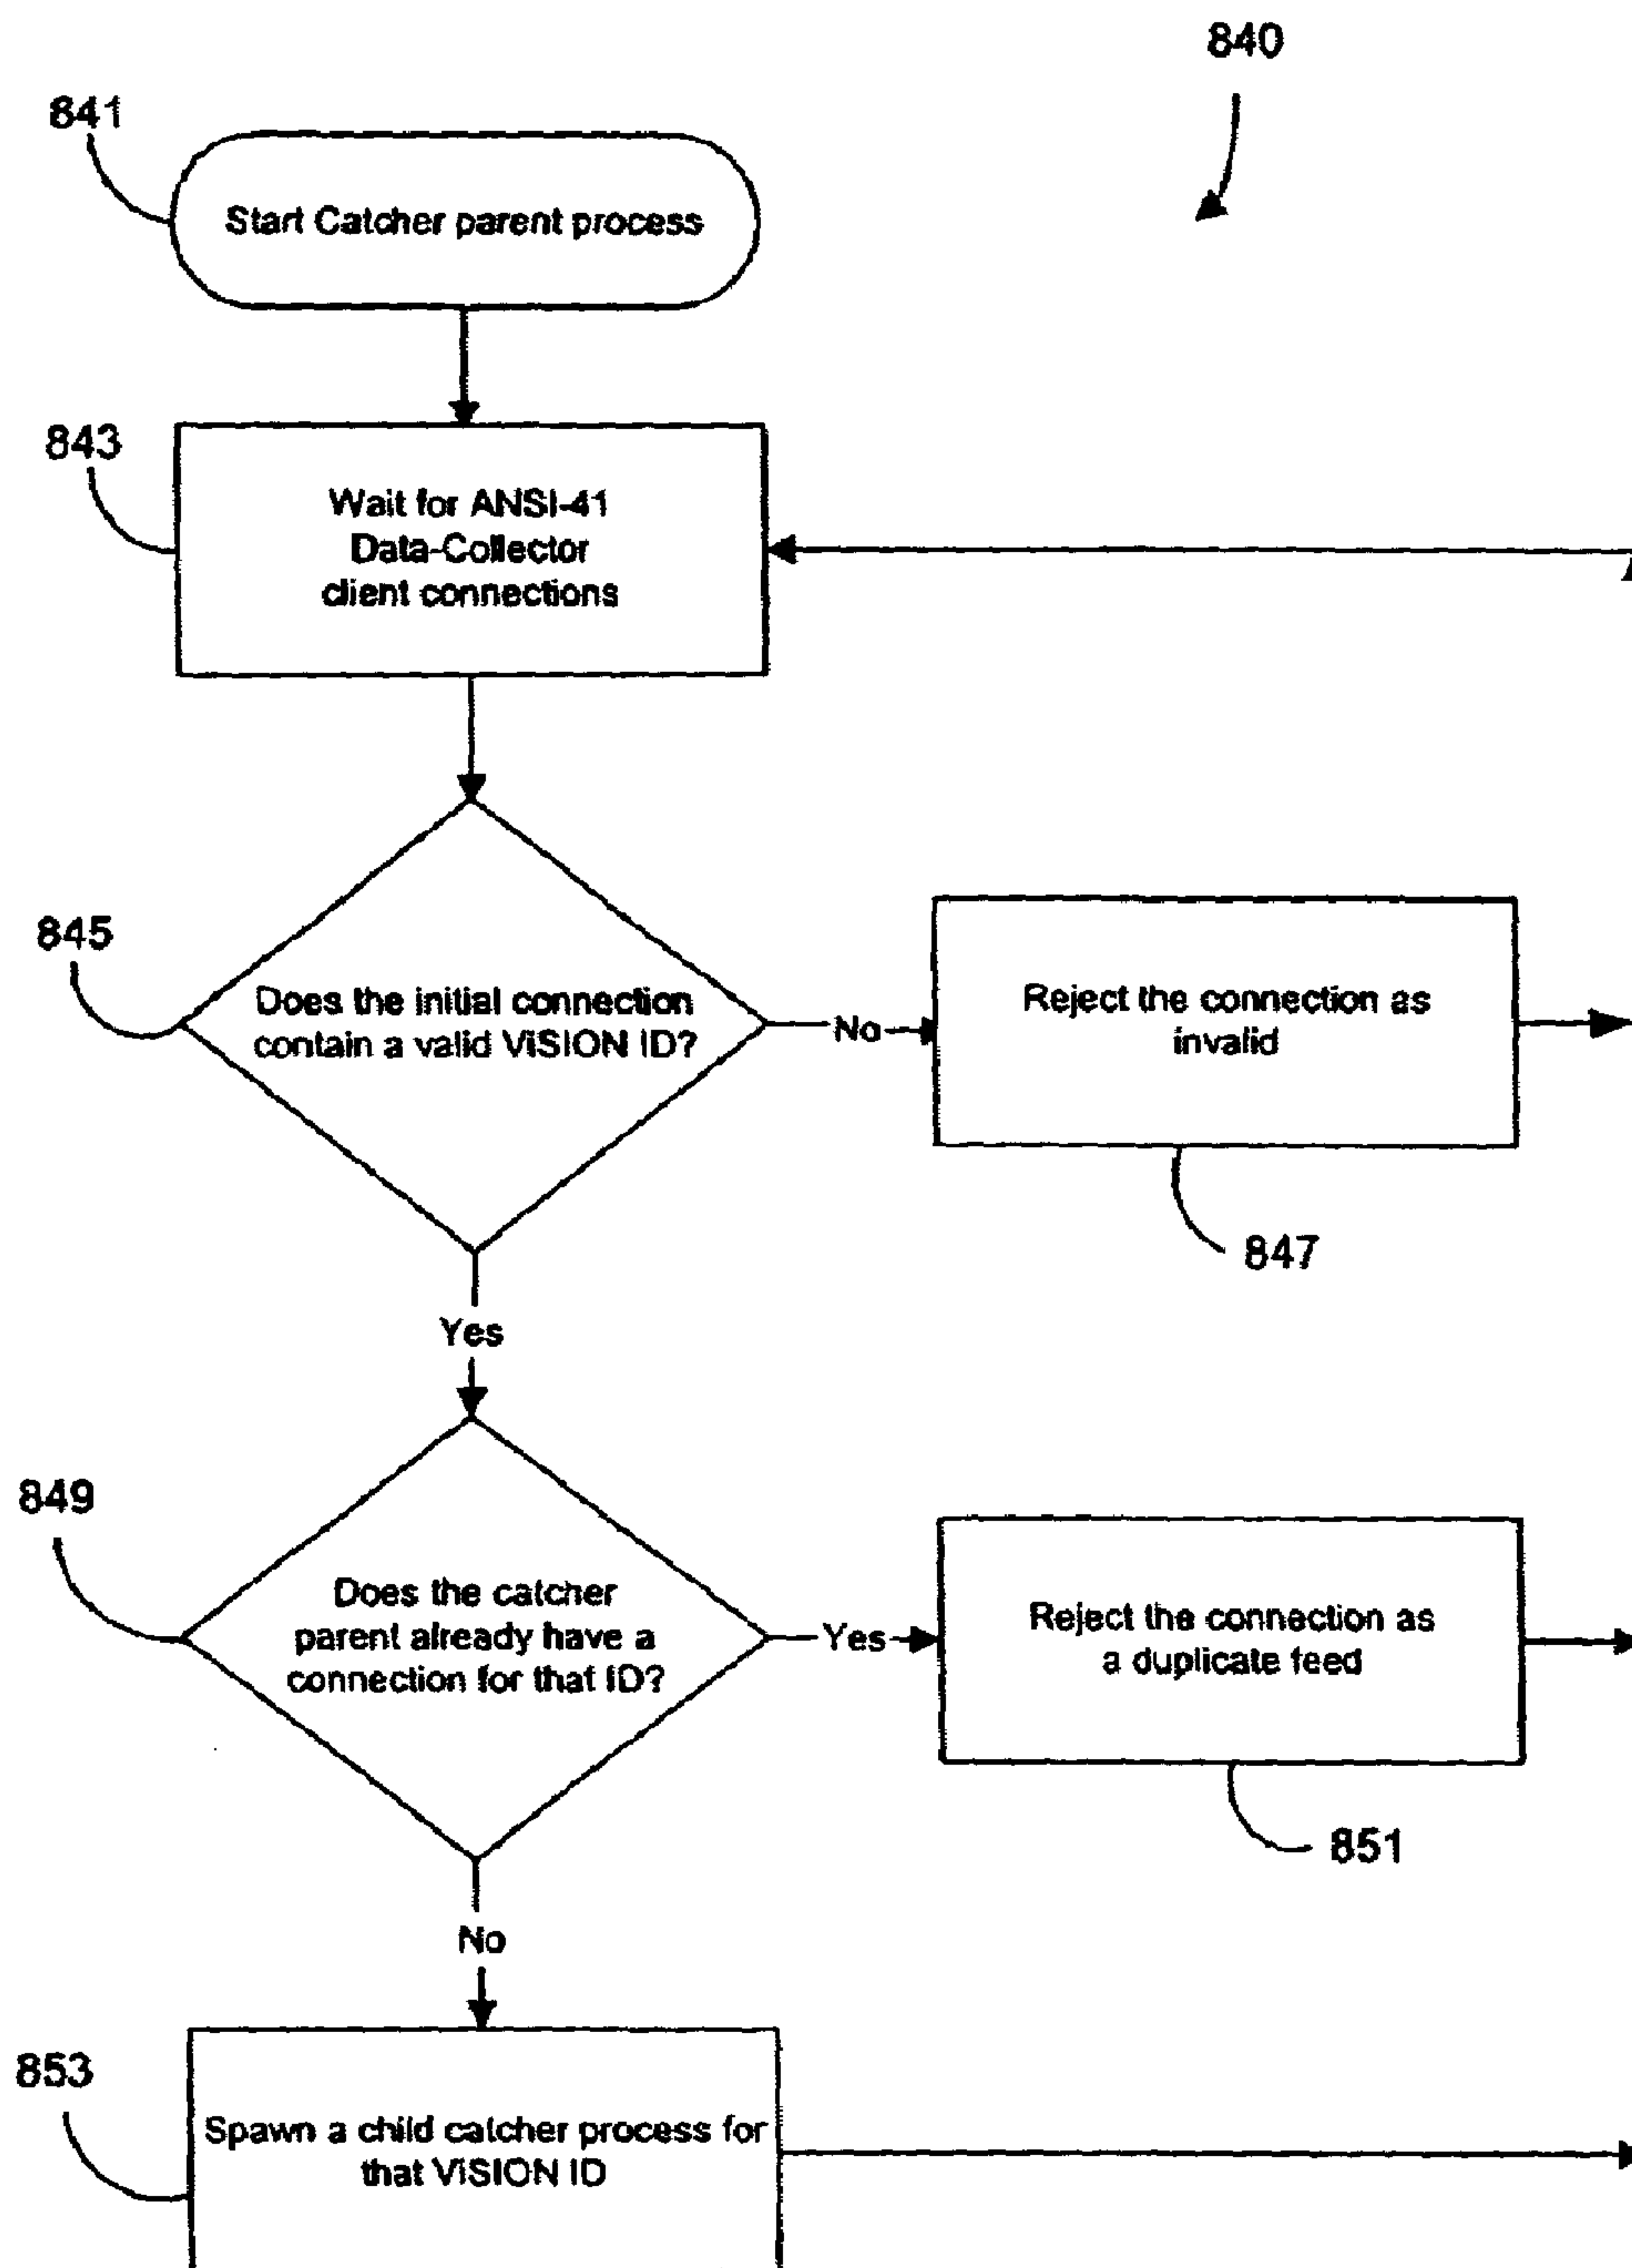 840
841
Start Catcher parent process
843
Wait for ANSI-41
Data-Collector
client connections
845
Does the initial connection
contain a valid ViSION ID?
No
Reject the connection as
invalid
847
Yes
849
Does the catcher
parent already have a
connection for that ID?
Yes
Reject the connection as
a duplicate feed
851
No
853
Spawn a child catcher process for
that ViSION ID